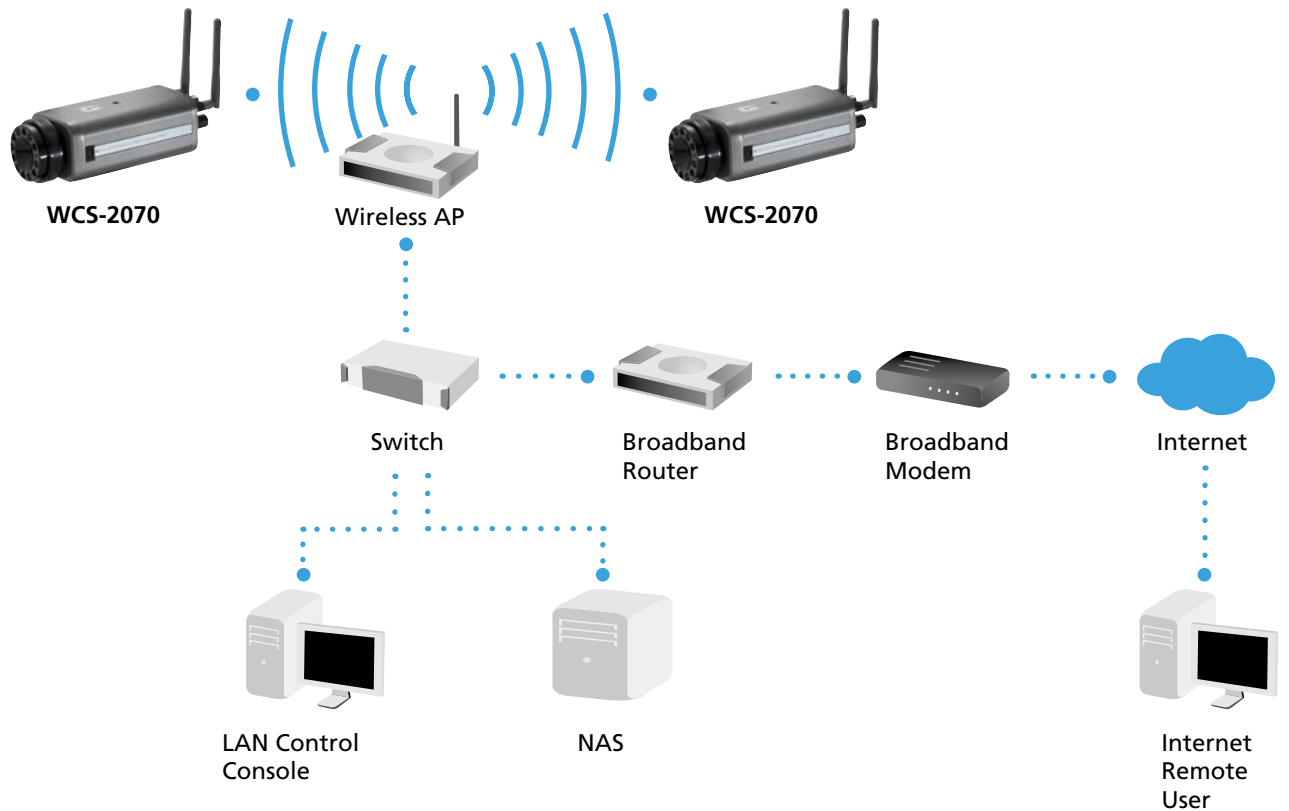 WCS-2070
Wireless AP
WCS-2070
Switch
Broadband
Router
Broadband
Modem
Internet
LAN Control
Console
NAS
Internet
Remote
User